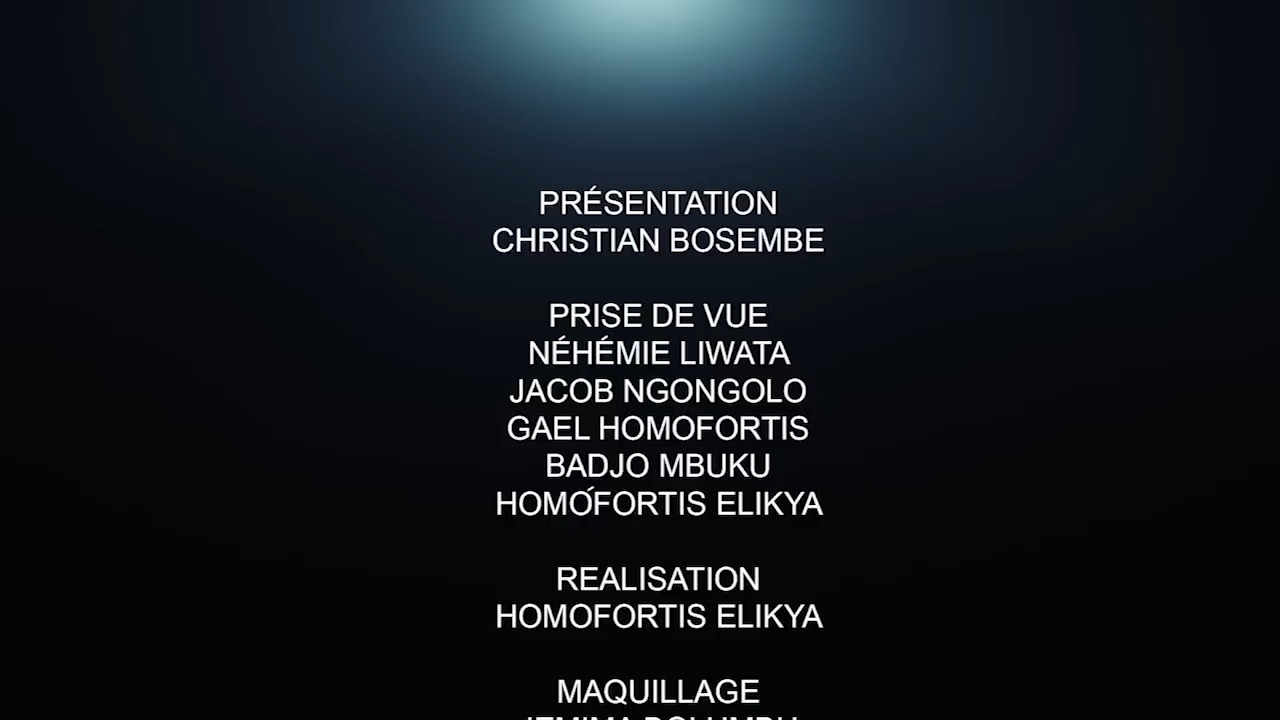 PRÉSENTATION
CHRISTIAN BOSEMBE
PRISE DE VUE
NÉHÉMIE LIWATA
JACOB NGONGOLO
GAEL HOMOFORTIS
BADJO MBUKU
HOMÓFORTIS ELIKYA
REALISATION
HOMOFORTIS ELIKYA
MAQUILLAGE